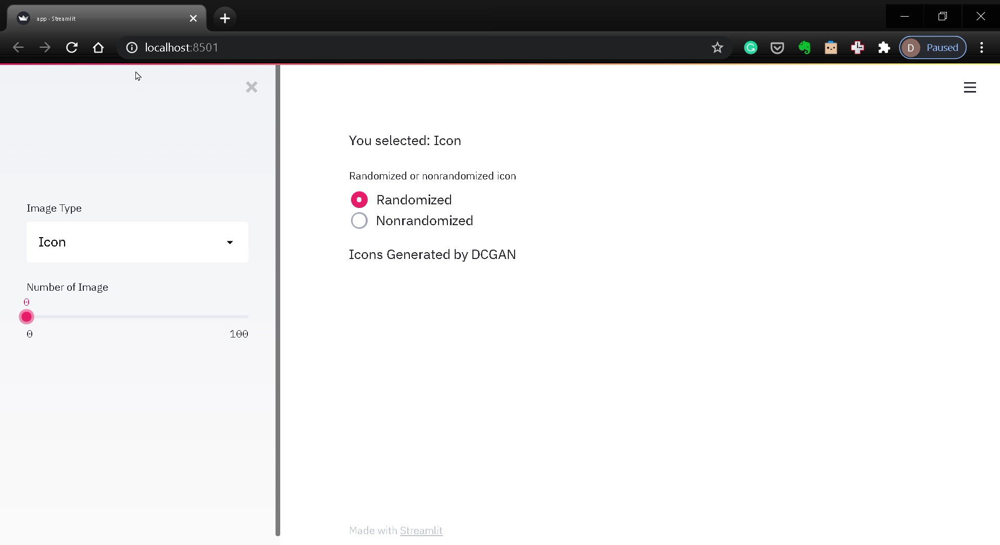 app · Streamlit
localhost:8501
D Paused
Image Type
Icon
Number of Image
0
0 100
You selected: Icon
Randomized or nonrandomized icon
Randomized
Nonrandomized
Icons Generated by DCGAN
Made with Streamlit